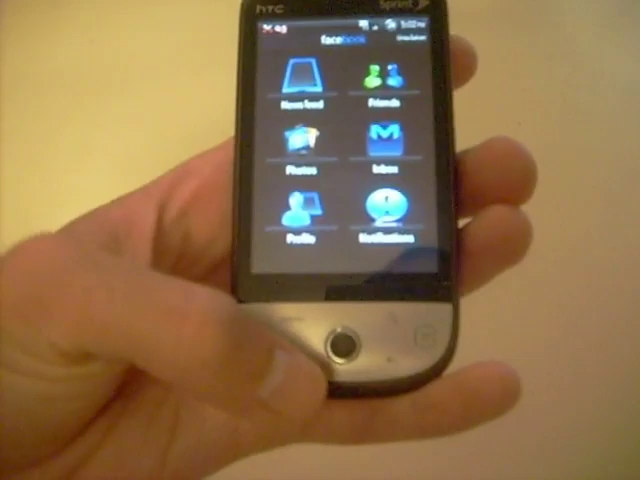 hTC Sprint
facebook
News feed Friends
Photos Inbox
Profile Notifications